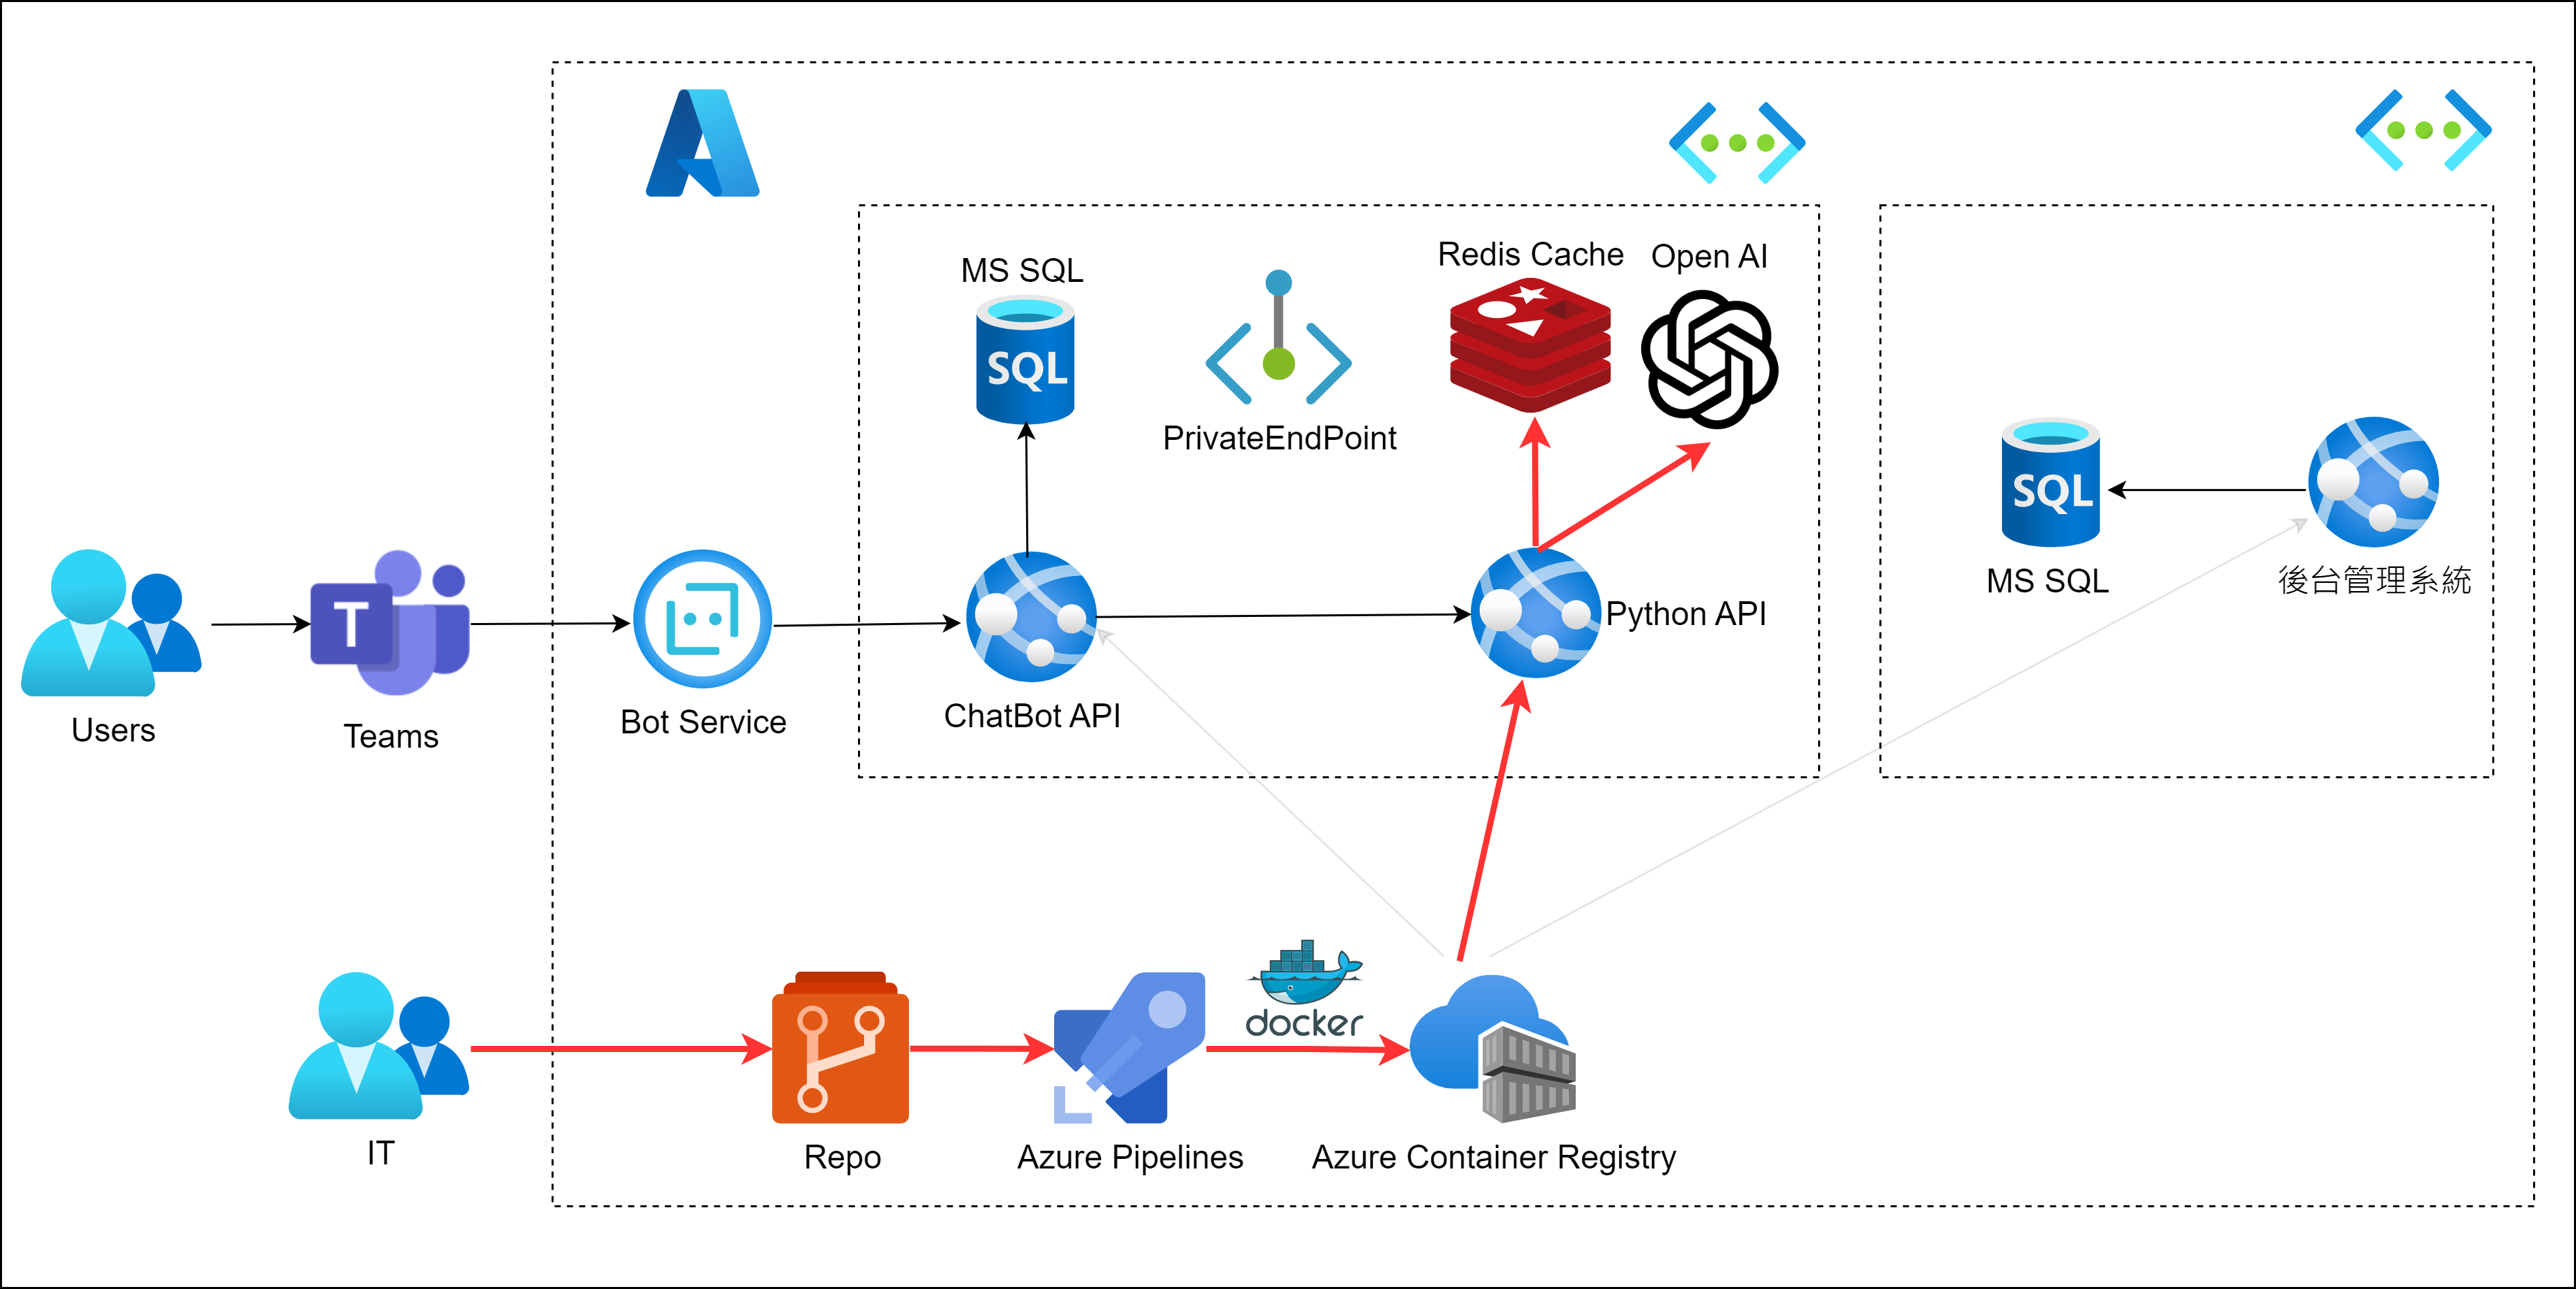 MS SQL
SQL
PrivateEndPoint
Redis Cache
Open AI
MS SQL
SQL
後台管理系統
Users
T
Teams
Bot Service
ChatBot API
Python API
IT
Repo
Azure Pipelines
docker
Azure Container Registry